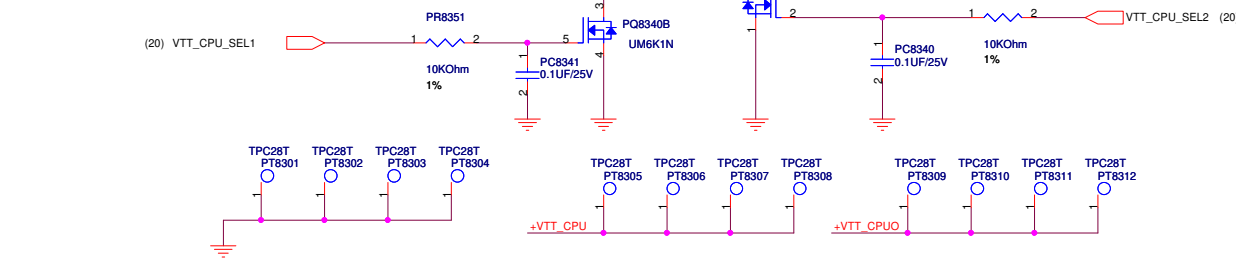 3
PR8351
PQ8340B
2
1
2
VTT_CPU_SEL2 (20
(20) VTT_CPU_SEL1
1
2
5
UM6K1N
1
1
10KOhm
1%
4
1
PC8341
0.1UF/25V
PC8340
0.1UF/25V
10KOhm
1%
2
2
TPC28T
PT8301
TPC28T
PT8302
TPC28T
PT8303
TPC28T
PT8304
TPC28T
PT8305
TPC28T
PT8306
TPC28T
PT8307
TPC28T
PT8308
TPC28T
PT8309
TPC28T
PT8310
TPC28T
PT8311
TPC28T
PT8312
1
1
1
1
1
1
1
1
1
1
1
1
+VTT_CPU
+VTT_CPUO